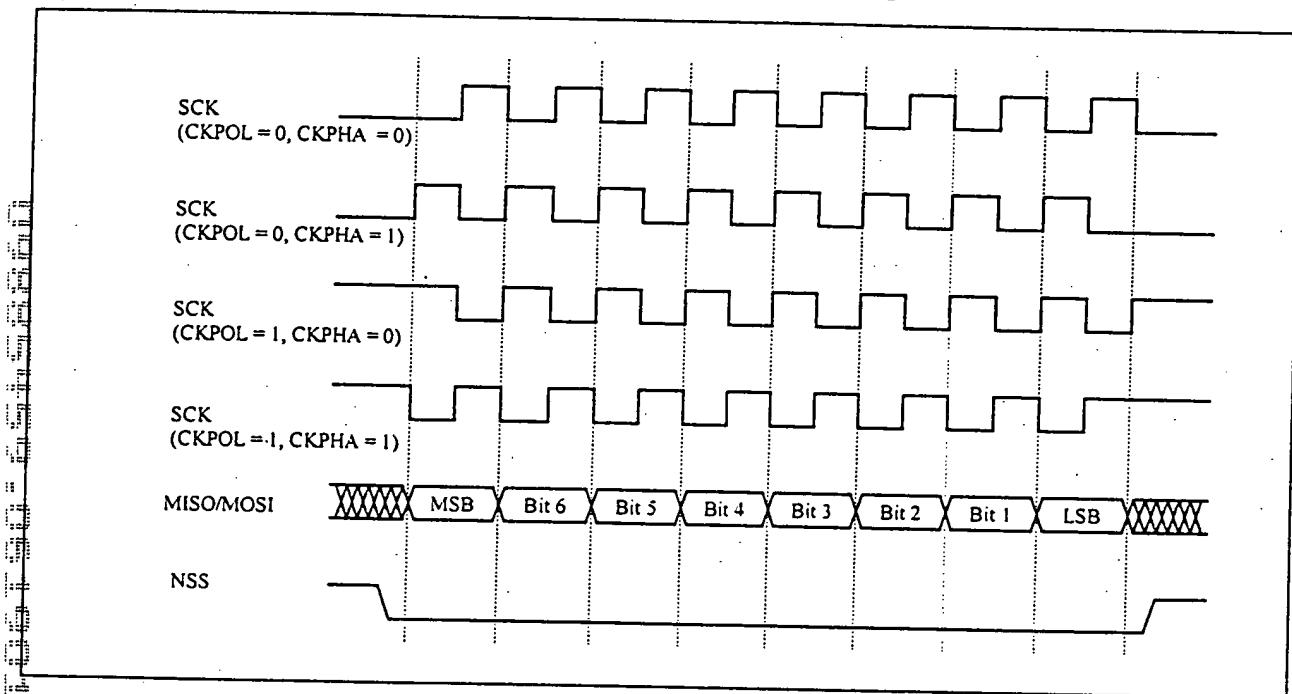 SCK
(CKPOL = 0, CKPHA = 0)
SCK
(CKPOL = 0, CKPHA = 1)
SCK
(CKPOL = 1, CKPHA = 0)
SCK
(CKPOL = 1, CKPHA = 1)
MISO/MOSI
MSB Bit 6 Bit 5 Bit 4 Bit 3 Bit 2 Bit 1 LSB
NSS